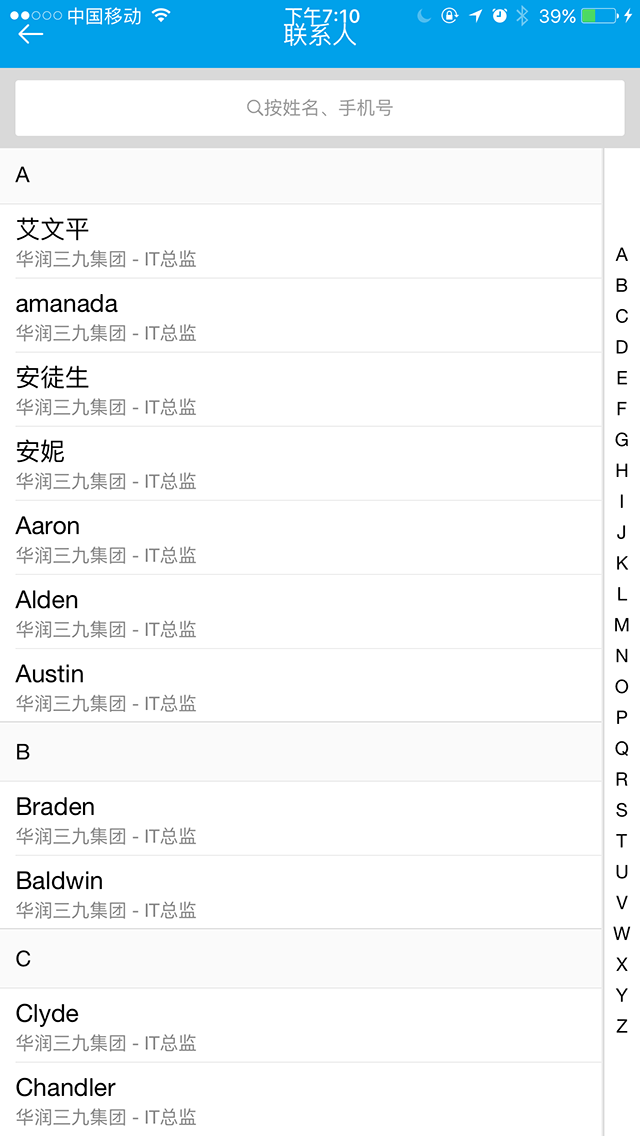 中国移动 下午7:10 39%
联系人
按姓名、手机号
A
艾文平
华润三九集团 - IT总监
amanada
华润三九集团 - IT总监
安徒生
华润三九集团 - IT总监
安妮
华润三九集团 - IT总监
Aaron
华润三九集团 - IT总监
Alden
华润三九集团 - IT总监
Austin
华润三九集团 - IT总监
B
Braden
华润三九集团 - IT总监
Baldwin
华润三九集团 - IT总监
C
Clyde
华润三九集团 - IT总监
Chandler
华润三九集团 - IT总监
A
B
C
D
E
F
G
H
I
J
K
L
M
N
O
P
Q
R
S
T
U
V
W
X
Y
Z